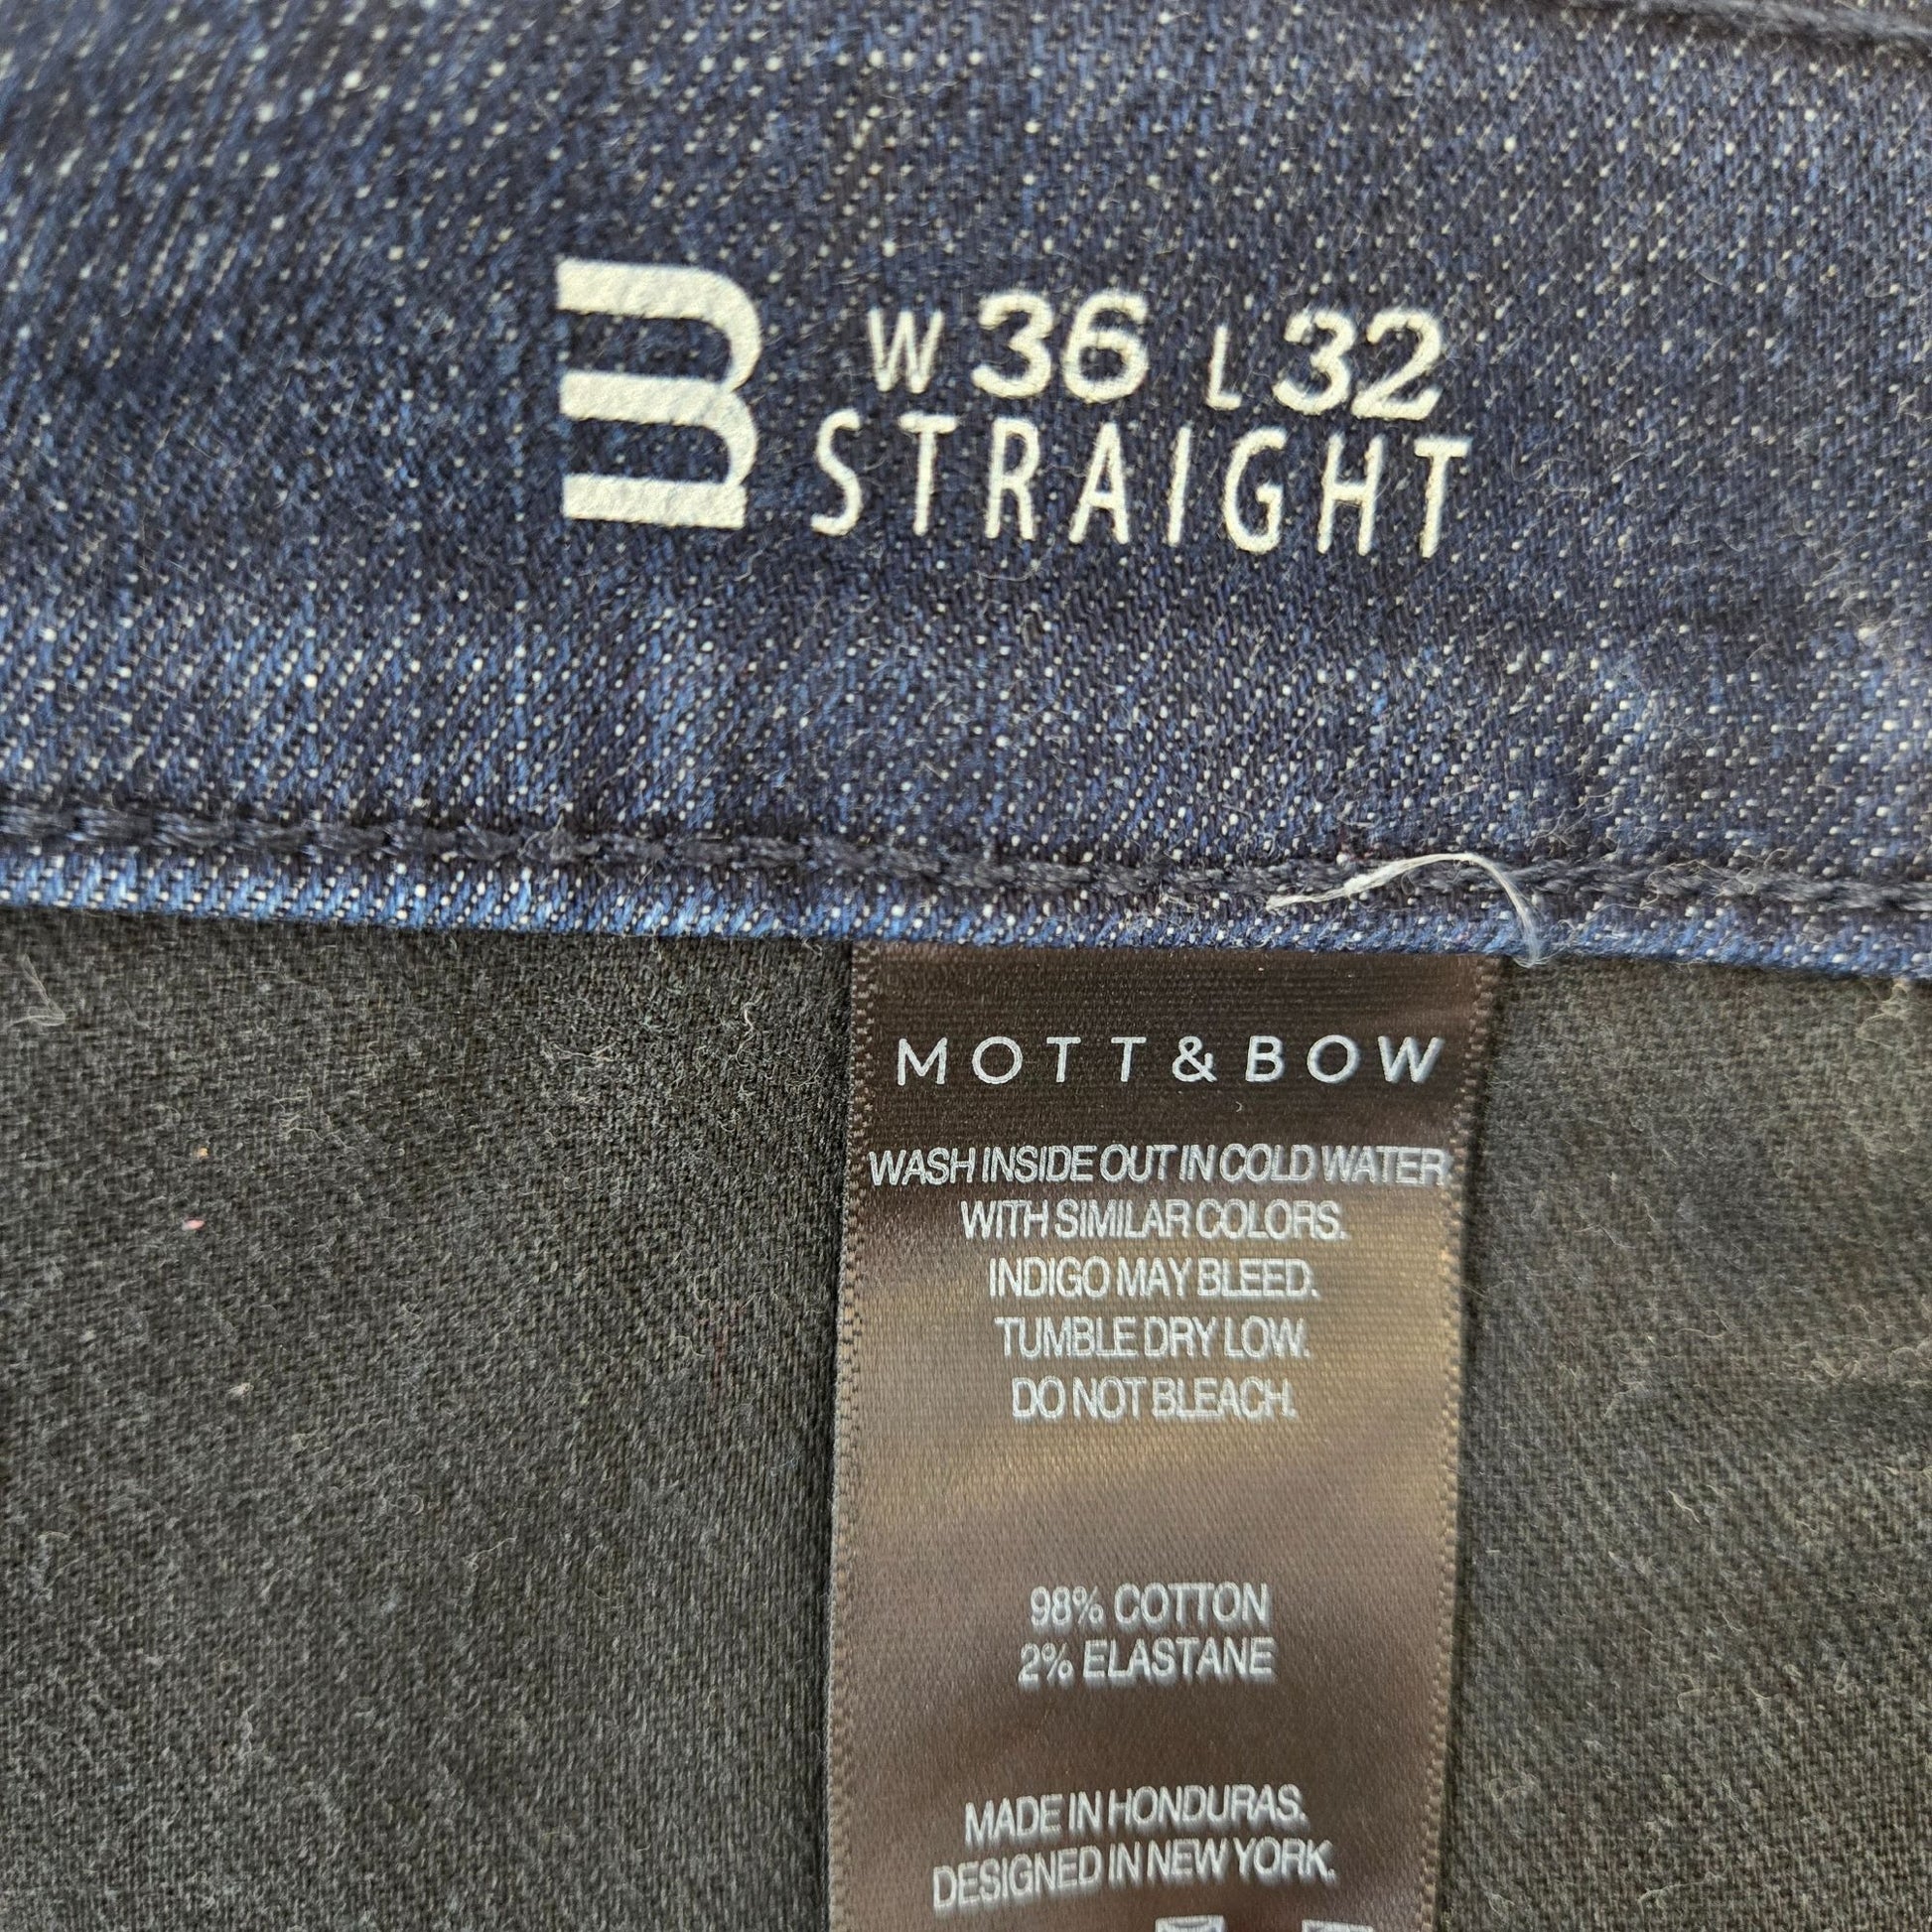 W 36 L 32
STRAIGHT
MOTT & BOW
WASH INSIDE OUT IN COLD WATER
WITH SIMILAR COLORS.
INDIGO MAY BLEED.
TUMBLE DRY LOW.
DO NOT BLEACH.
98% COTTON
2% ELASTANE
MADE IN HONDURAS.
DESIGNED IN NEW YORK.